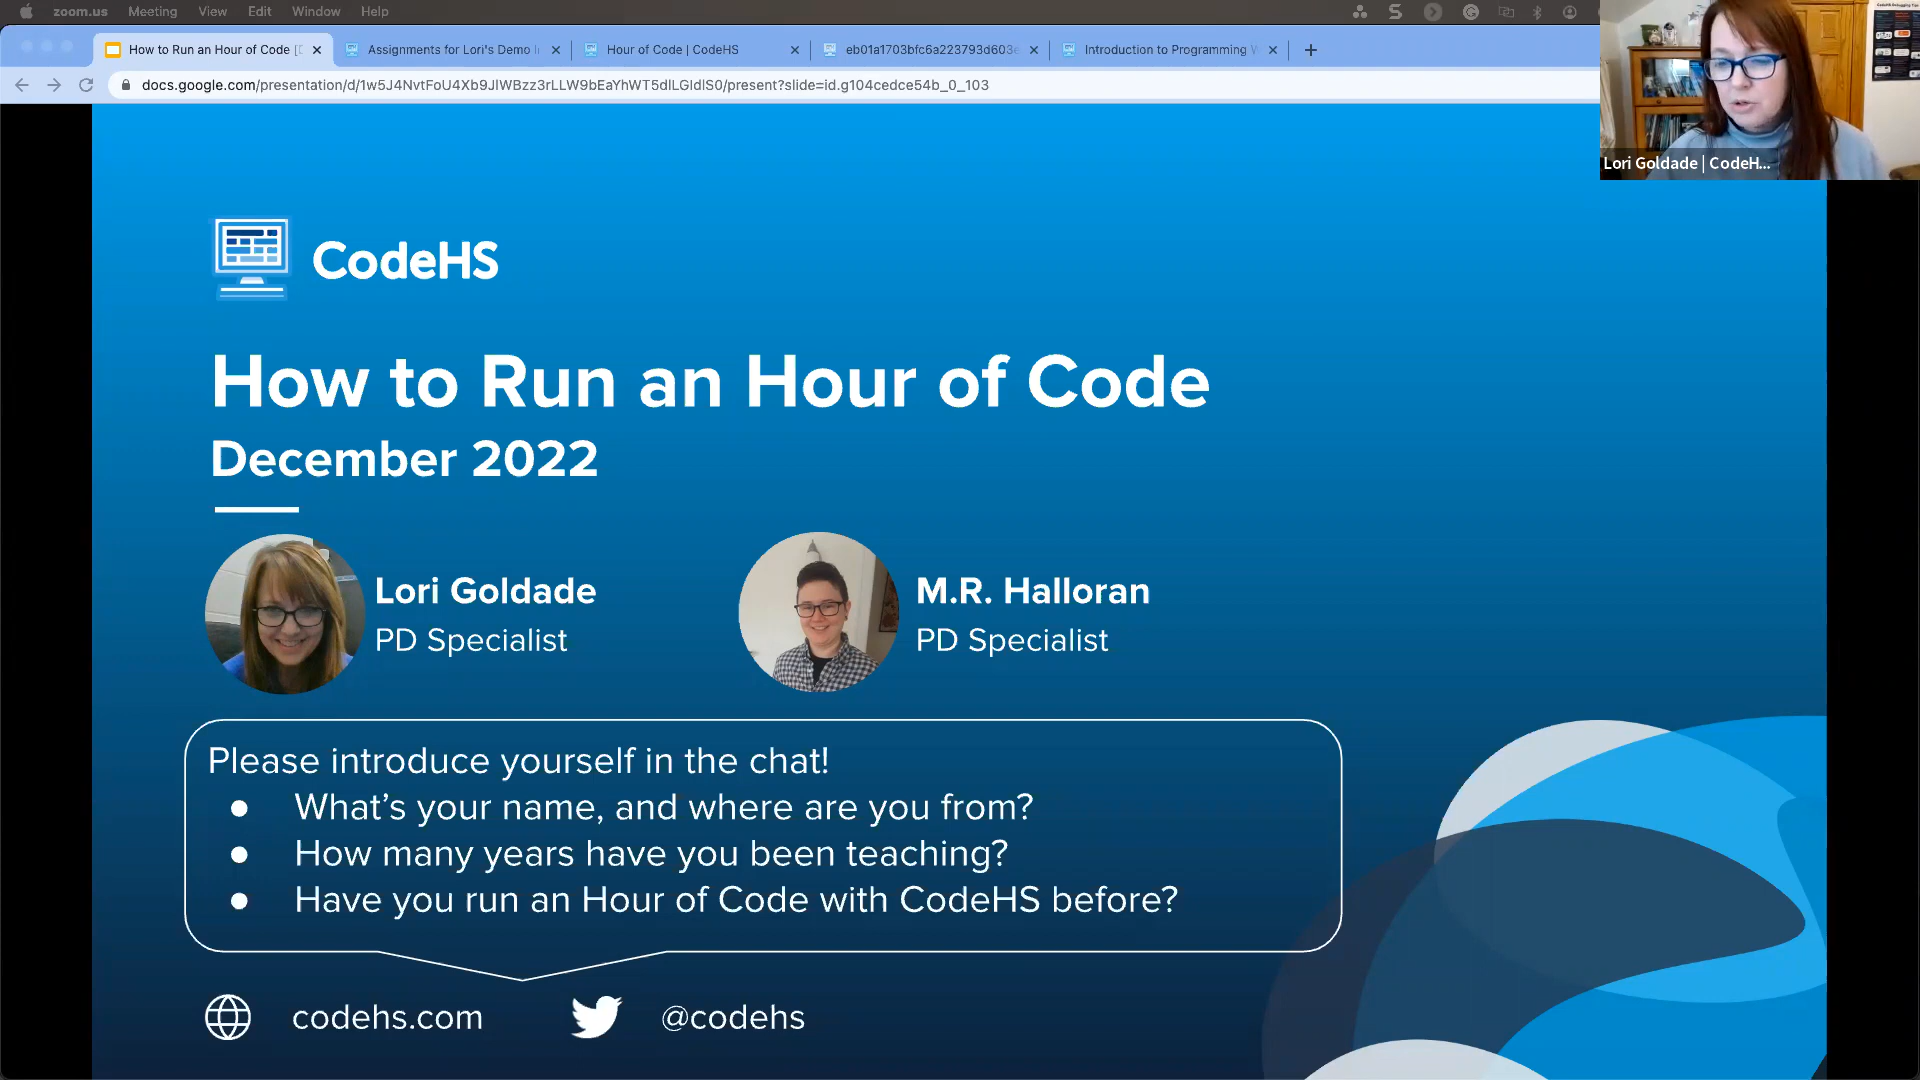 zoom.us Meeting View Edit Window Help
How to Run an Hour of Code [D
Assignments for Lori's Demo I
Hour of Code | CodeHS
eb01a1703bfc6a223793d603e
Introduction to Programming W
docs.google.com/presentation/d/1w5J4NvtFoU4Xb9JlWBzz3rLLW9bEaYhWT5dlLGldlS0/present?slide=id.g104cedce54b_0_103
Lori Goldade | CodeH...
CodeHS
How to Run an Hour of Code
December 2022
Lori Goldade
PD Specialist
M.R. Halloran
PD Specialist
Please introduce yourself in the chat!
● What’s your name, and where are you from?
● How many years have you been teaching?
● Have you run an Hour of Code with CodeHS before?
codehs.com
@codehs